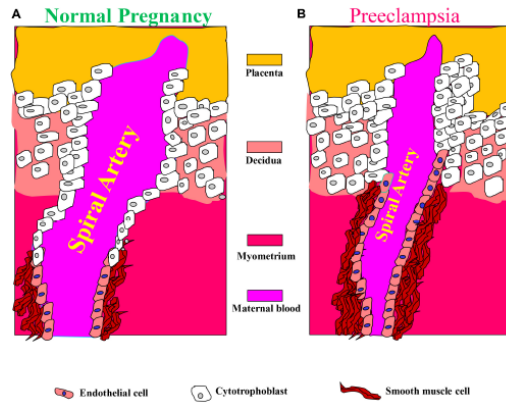 A
Normal Pregnancy
B
Preeclampsia
Spiral Artery
Placenta
Decidua
Myometrium
Maternal blood
Spiral Artery
Endothelial cell
Cytotrophoblast
Smooth muscle cell